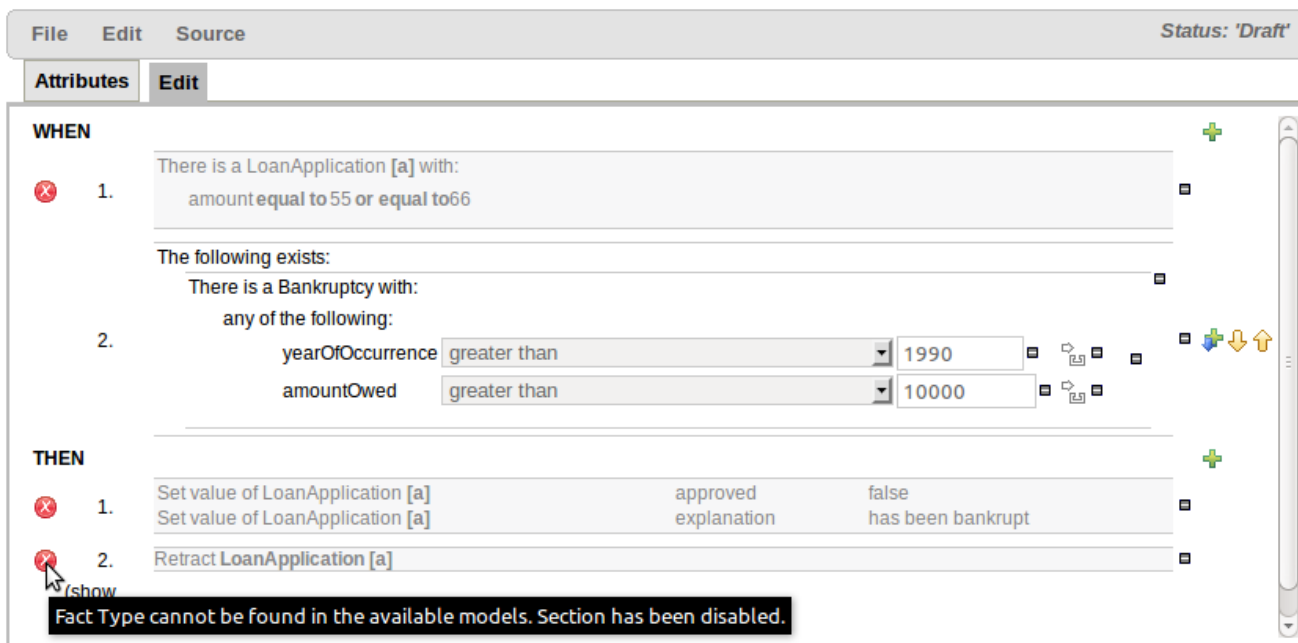 File Edit Source Status: 'Draft'
Attributes Edit
WHEN
There is a LoanApplication [a] with:
1.
amount equal to 55 or equal to66
The following exists:
There is a Bankruptcy with:
any of the following:
2.
yearOfOccurrence greater than 1990
amountOwed greater than 10000
THEN
Set value of LoanApplication [a] approved false
1.
Set value of LoanApplication [a] explanation has been bankrupt
2. Retract LoanApplication [a]
(show
Fact Type cannot be found in the available models. Section has been disabled.